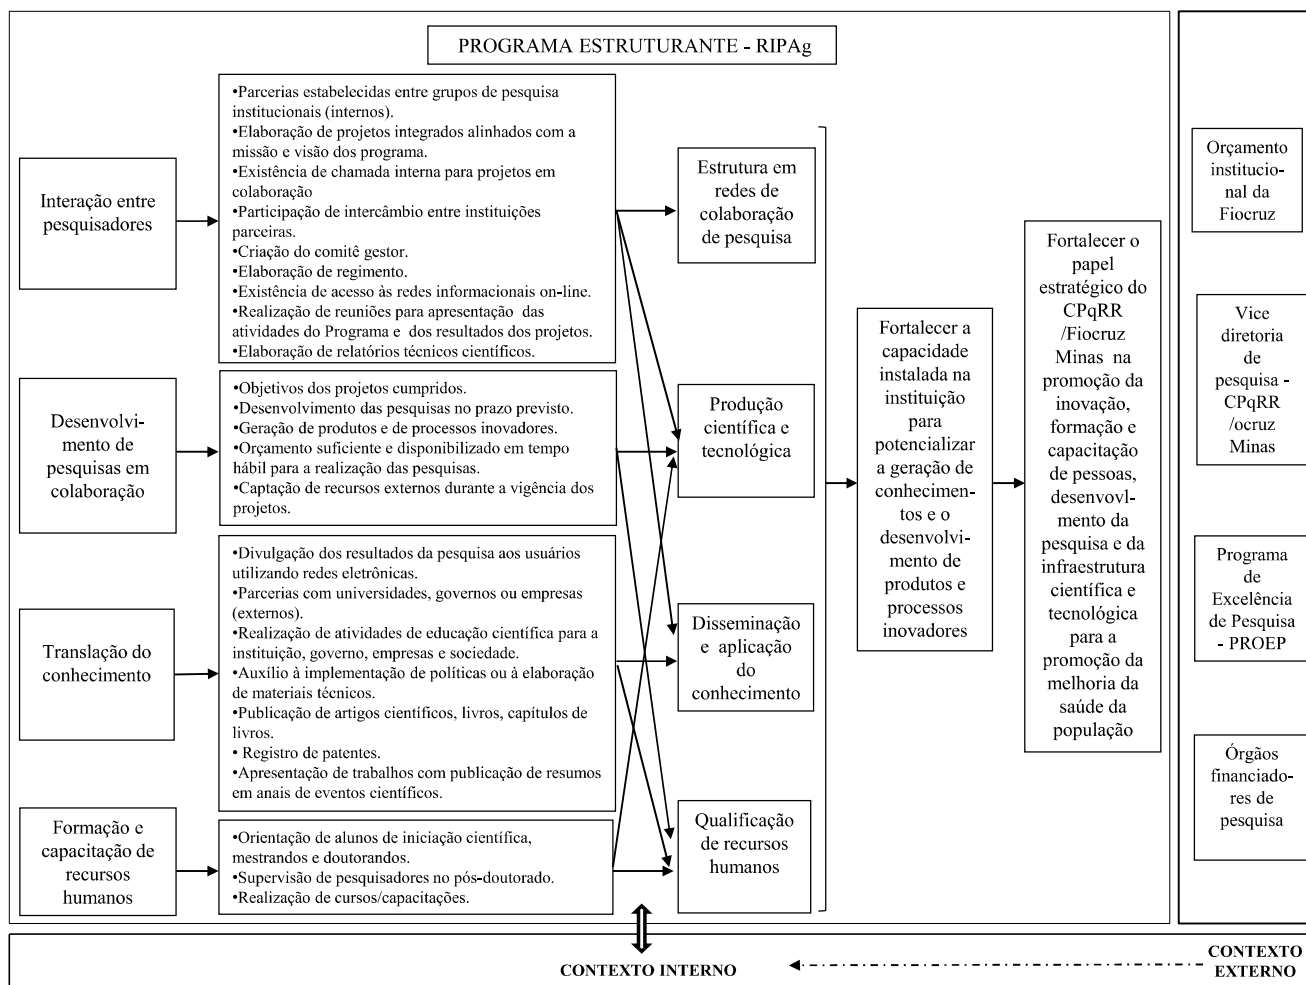 PROGRAMA ESTRUTURANTE - RIPAg
Interação entre
pesquisadores
•Parcerias estabelecidas entre grupos de pesquisa
institucionais (internos).
•Elaboração de projetos integrados alinhados com a
missão e visão dos programa.
•Existência de chamada interna para projetos em
colaboração
•Participação de intercâmbio entre instituições
parceiras.
•Criação do comitê gestor.
•Elaboração de regimento.
•Existência de acesso às redes informacionais on-line.
•Realização de reuniões para apresentação das
atividades do Programa e dos resultados dos projetos.
•Elaboração de relatórios técnicos científicos.
Desenvolvi-
mento de
pesquisas em
colaboração
•Objetivos dos projetos cumpridos.
•Desenvolvimento das pesquisas no prazo previsto.
•Geração de produtos e de processos inovadores.
•Orçamento suficiente e disponibilizado em tempo
hábil para a realização das pesquisas.
•Captação de recursos externos durante a vigência dos
projetos.
Translação do
conhecimento
•Divulgação dos resultados da pesquisa aos usuários
utilizando redes eletrônicas.
•Parcerias com universidades, governos ou empresas
(externos).
•Realização de atividades de educação científica para a
instituição, governo, empresas e sociedade.
•Auxílio à implementação de políticas ou à elaboração
de materiais técnicos.
•Publicação de artigos científicos, livros, capítulos de
livros.
• Registro de patentes.
•Apresentação de trabalhos com publicação de resumos
em anais de eventos científicos.
Formação e
capacitação de
recursos
humanos
•Orientação de alunos de iniciação científica,
mestrandos e doutorandos.
•Supervisão de pesquisadores no pós-doutorado.
•Realização de cursos/capacitações.
Estrutura em
redes de
colaboração
de pesquisa
Produção
científica e
tecnológica
Disseminação
e aplicação
do
conhecimento
Qualificação
de recursos
humanos
Fortalecer a
capacidade
instalada na
instituição
para
potencializar
a geração de
conhecimen-
tos e o
desenvolvi-
mento de
produtos e
processos
inovadores
Fortalecer o
papel
estratégico do
CPqRR
/Fiocruz
Minas na
promoção da
inovação,
formação e
capacitação
de pessoas,
desenvovl-
mento da
pesquisa e da
infraestrutura
científica e
tecnológica
para a
promoção da
melhoria da
saúde da
população
Orçamento
institucio-
nal da
Fiocruz
Vice
diretoria
de
pesquisa -
CPqRR
/ocruz
Minas
Programa
de
Excelência
de Pesquisa
- PROEP
Órgãos
financiado-
res de
pesquisa
CONTEXTO INTERNO
CONTEXTO
EXTERNO